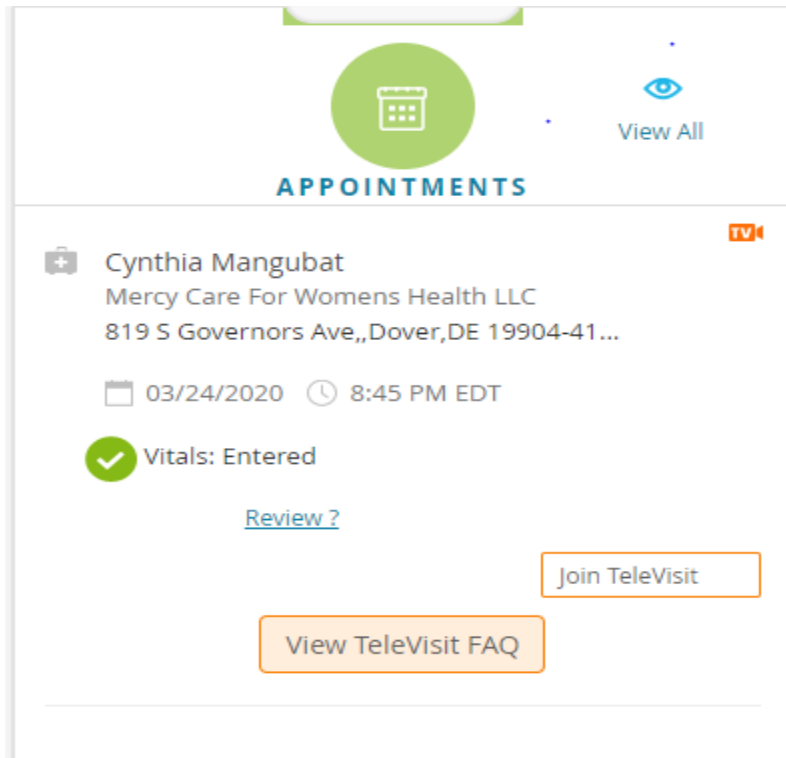 View All
APPOINTMENTS
TV
Cynthia Mangubat
Mercy Care For Womens Health LLC
819 S Governors Ave,,Dover,DE 19904-41...
03/24/2020 8:45 PM EDT
Vitals: Entered
Review ?
Join TeleVisit
View TeleVisit FAQ